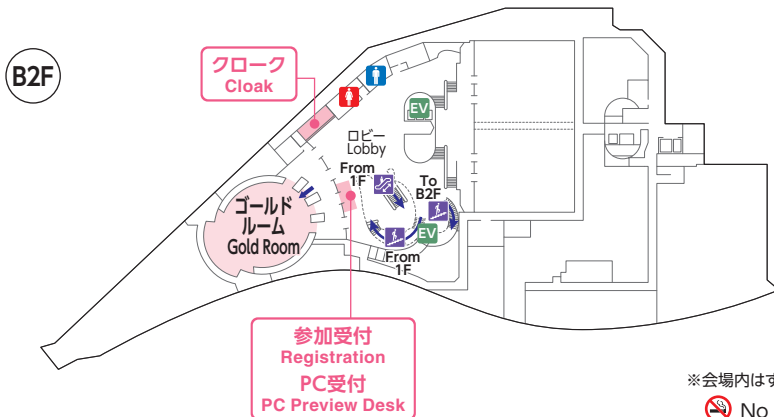 B2F
クローク
Cloak
EV
ロビー
Lobby
From
1F
To
B2F
ゴールド
ルーム
Gold Room
EV
From
1F
参加受付
Registration
PC受付
PC Preview Desk
※会場内はす
No